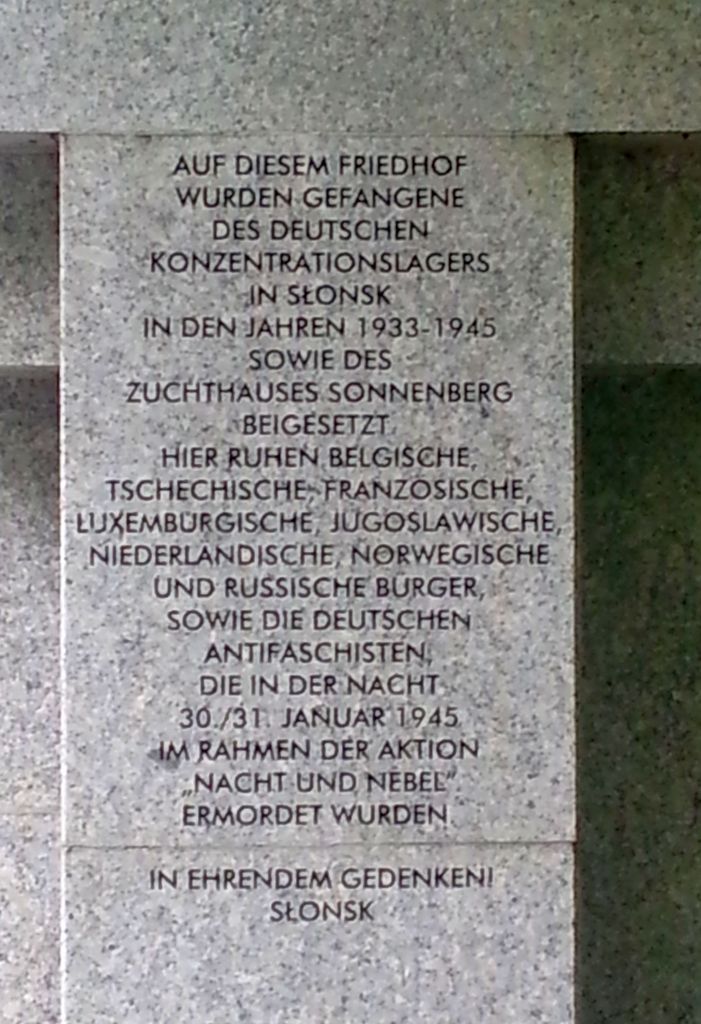 AUF DIESEM FRIEDHOF
WURDEN GEFANGENE
DES DEUTSCHEN
KONZENTRATIONSLAGERS
IN SŁONSK
IN DEN JAHREN 1933-1945
SOWIE DES
ZUCHTHAUSES SONNENBERG
BEIGESETZT.
HIER RUHEN BELGISCHE,
TSCHECHISCHE, FRANZÖSISCHE,
LUXEMBURGISCHE, JUGOSLAWISCHE,
NIEDERLANDISCHE, NORWEGISCHE
UND RUSSISCHE BURGER,
SOWIE DIE DEUTSCHEN
ANTIFASCHISTEN,
DIE IN DER NACHT
30./31. JANUAR 1945
IM RAHMEN DER AKTION
„NACHT UND NEBEL”
ERMORDET WURDEN.
IN EHRENDEM GEDENKEN!
SŁONSK